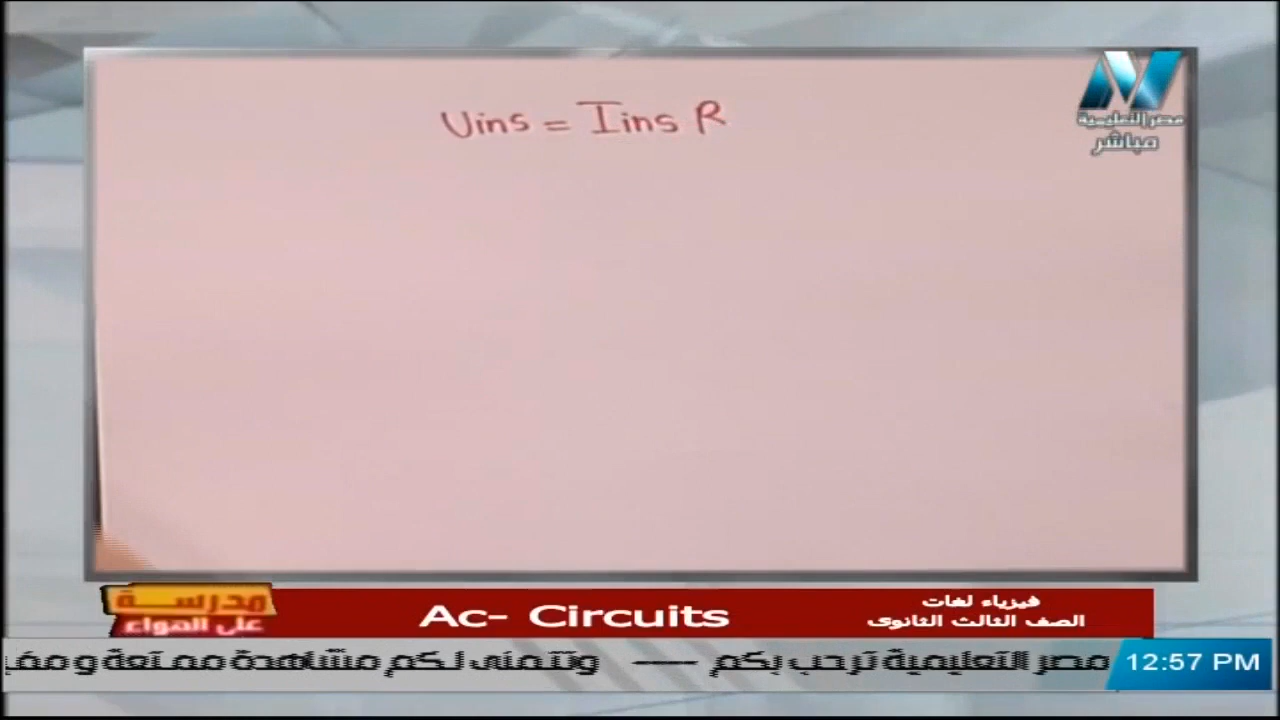 Vins = Iins R
مصر التعليمية
مباشر
مدرسة
على الهواء
Ac- Circuits
فيزياء لغات
الصف الثالث الثانوى
مصر التعليمية ترحب بكم ---- وتتمنى لكم مشاهدة ممتعة و
12:57 PM